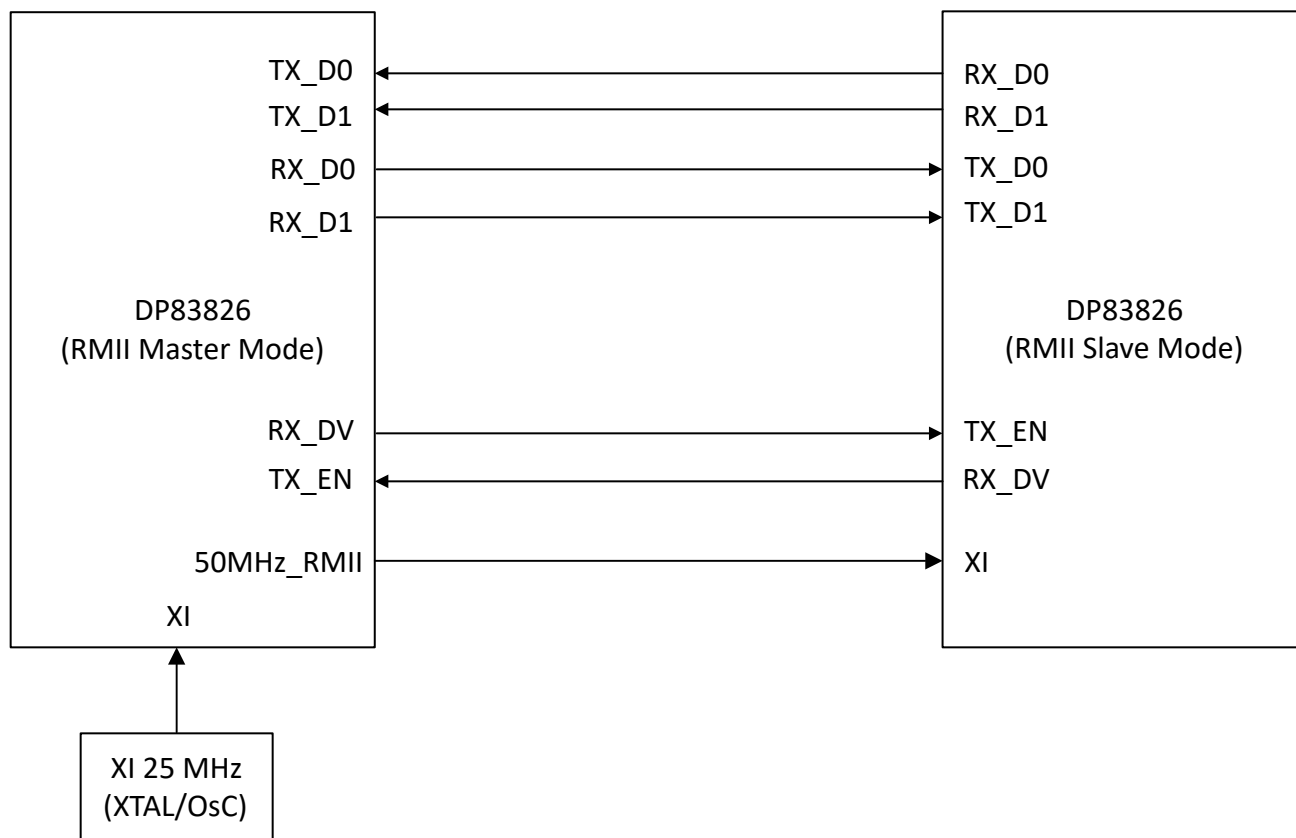 TX_D0
TX_D1
RX_D0
RX_D1
DP83826
(RMII Master Mode)
RX_DV
TX_EN
50MHz_RMII
XI
XI 25 MHz
(XTAL/OsC)
RX_D0
RX_D1
TX_D0
TX_D1
DP83826
(RMII Slave Mode)
TX_EN
RX_DV
XI